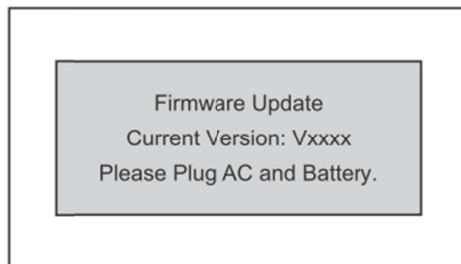 Firmware Update
Current Version: Vxxxx
Please Plug AC and Battery.